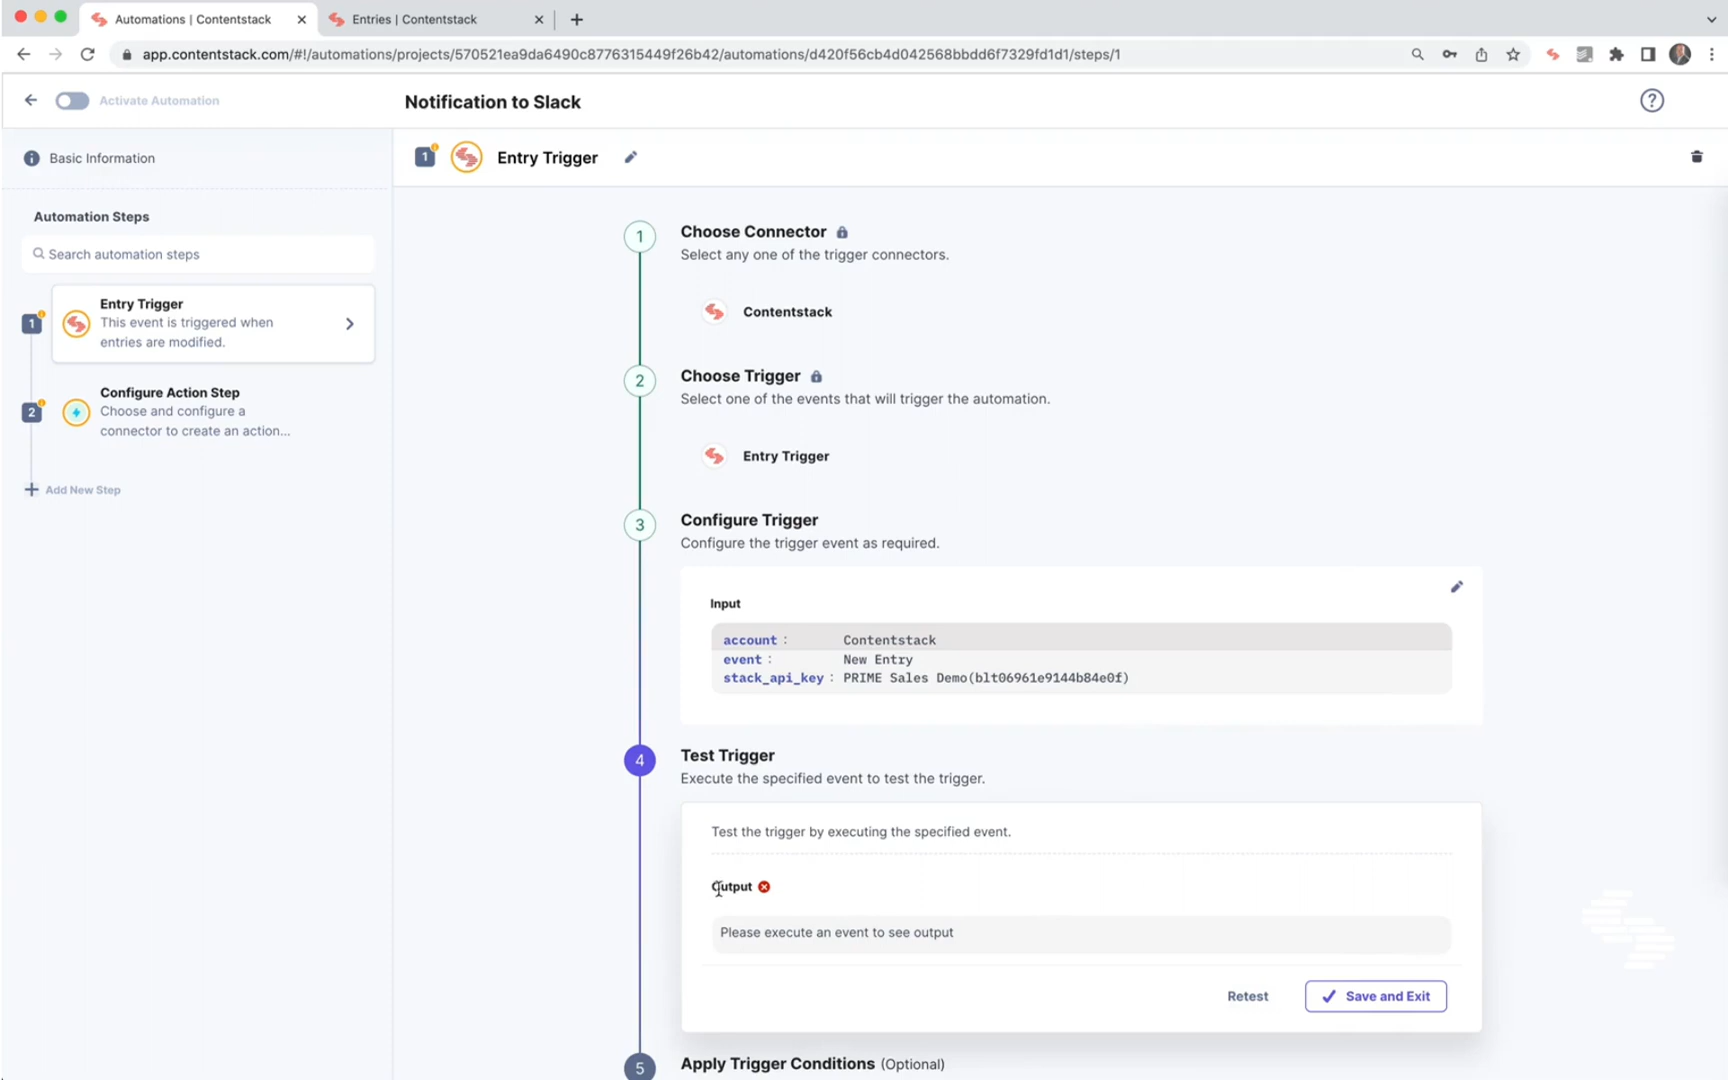 Automations | Contentstack
Entries | Contentstack
app.contentstack.com/#!/automations/projects/570521ea9da6490c8776315449f26b42/automations/d420f56cb4d042568bbdd6f7329fd1d1/steps/1
Activate Automation
Notification to Slack
?
Basic Information
1
Entry Trigger
Automation Steps
Search automation steps
1
Entry Trigger
This event is triggered when
entries are modified.
2
Configure Action Step
Choose and configure a
connector to create an action...
Add New Step
1
Choose Connector
Select any one of the trigger connectors.
Contentstack
2
Choose Trigger
Select one of the events that will trigger the automation.
Entry Trigger
3
Configure Trigger
Configure the trigger event as required.
Input
account : Contentstack
event : New Entry
stack_api_key : PRIME Sales Demo(blt06961e9144b84e0f)
4
Test Trigger
Execute the specified event to test the trigger.
Test the trigger by executing the specified event.
Output
Please execute an event to see output
Retest
Save and Exit
5
Apply Trigger Conditions (Optional)